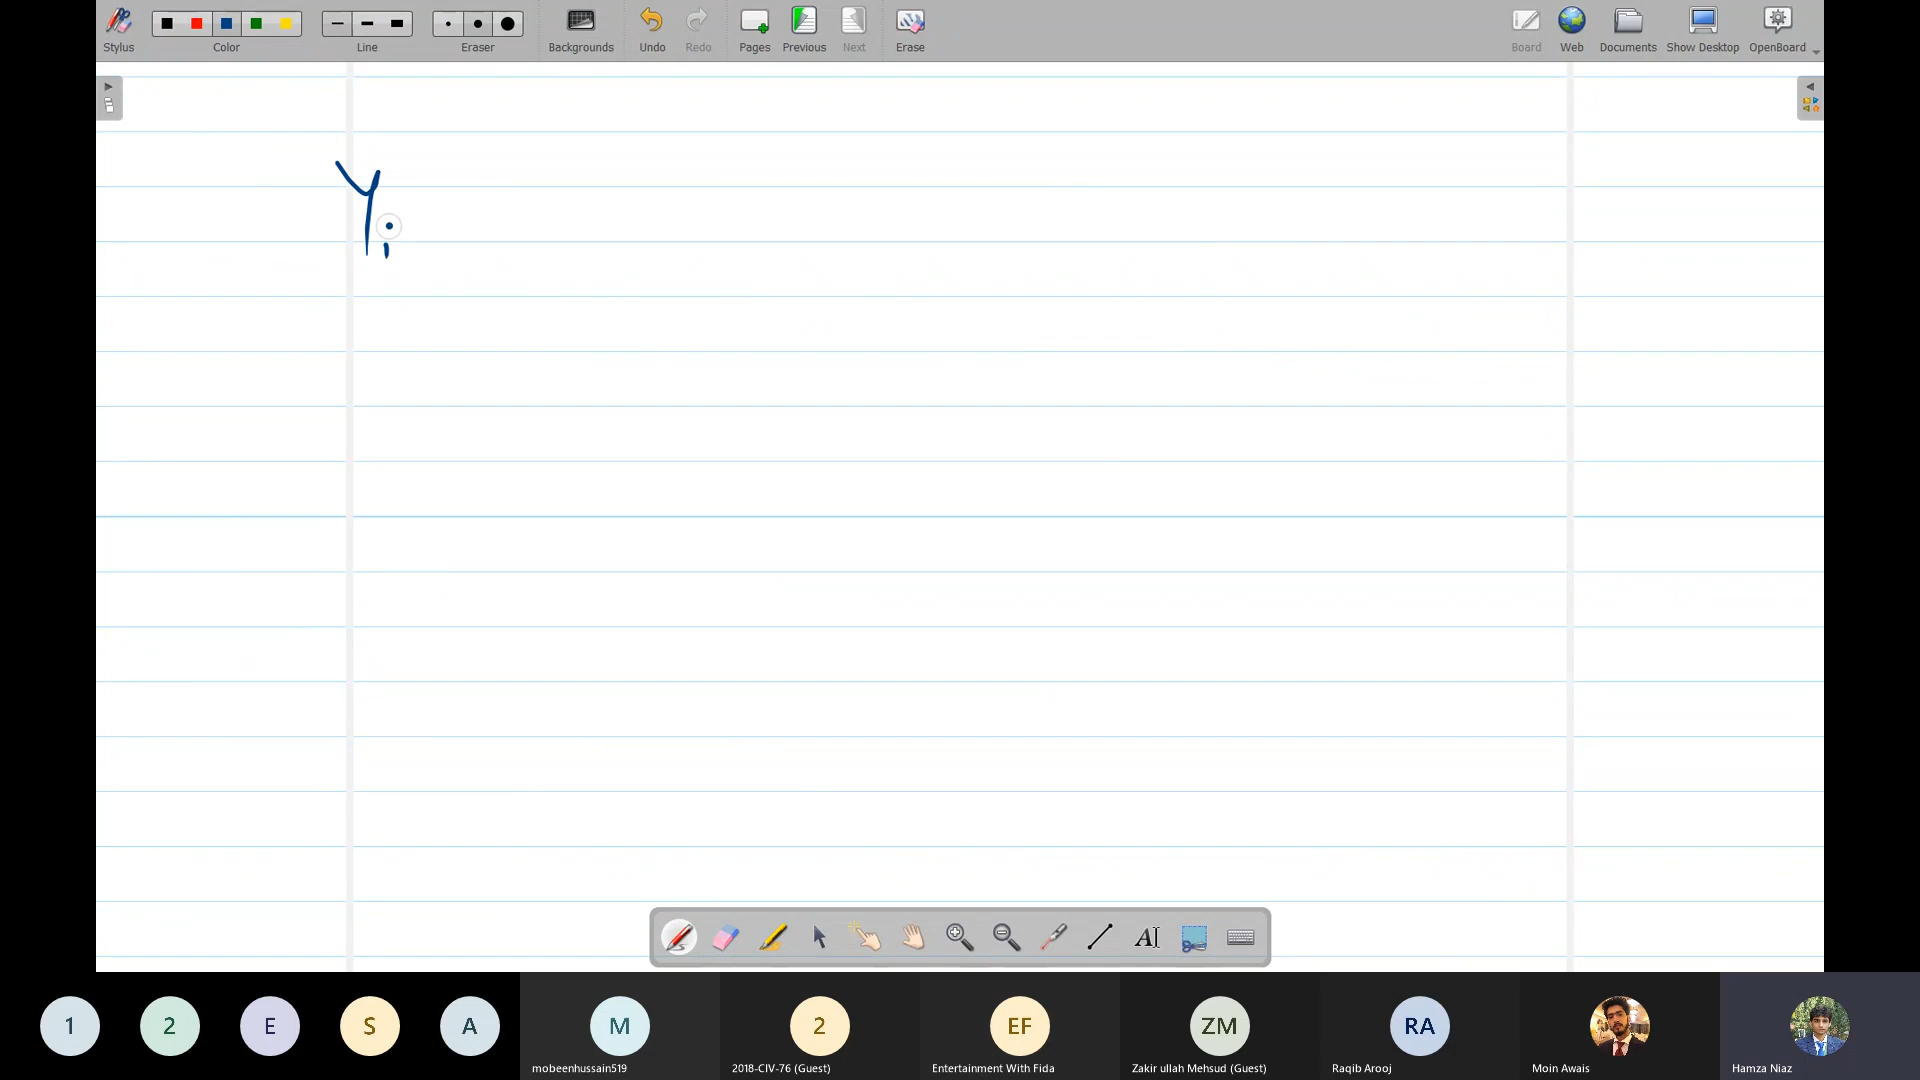 Stylus
Color
Line
Eraser
Backgrounds
Undo
Redo
Pages
Previous
Next
Erase
Board
Web
Documents
Show Desktop
OpenBoard
Yi
AI
1
2
E
S
A
M
mobeenhussain519
2
2018-CIV-76 (Guest)
EF
Entertainment With Fida
ZM
Zakir ullah Mehsud (Guest)
RA
Raqib Arooj
Moin Awais
Hamza Niaz